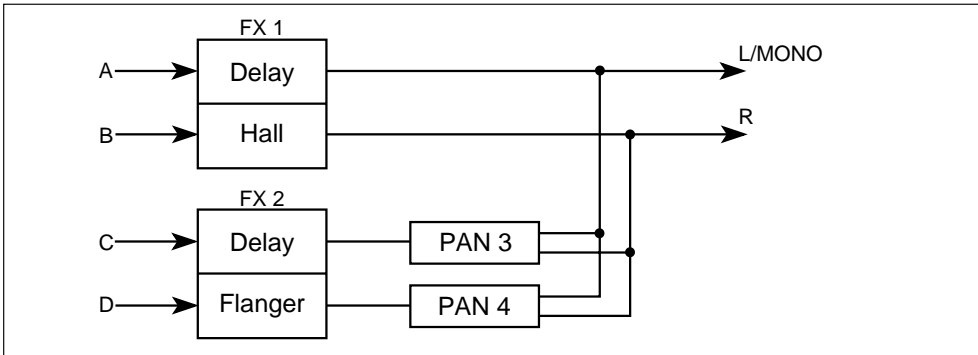 FX 1
A
Delay
L/MONO
B
Hall
R
FX 2
C
Delay
PAN 3
D
Flanger
PAN 4